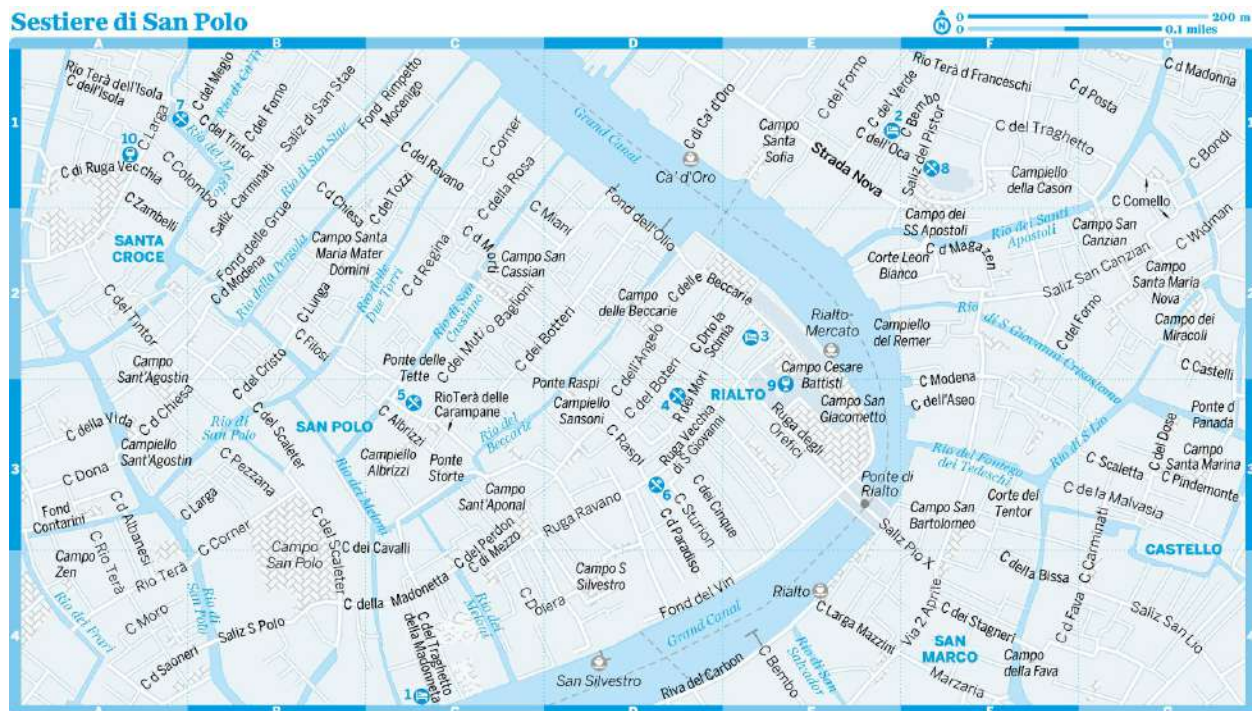 Sestiere di San Polo
0 200 m
N
0 0.1 miles
A B C D E F G
1
2
3
4
Rio Terà dell'Isola
C dell'Isola
7
C del Megio
C del Tintor
C del Forno
Saliz di San Stae
Fond Rimpetto
Mocenigo
10
C Larga
C di Ruga Vecchia
C Colombo
Saliz Carminati
Rio di San Stae
C Zambelli
Fond delle Grue
C d Modena
Rio della Pergola
SANTA
CROCE
C d Chiesa
C del Tozzi
C del Ravano
C Corner
C della Rosa
C Miani
Campo Santa
Maria Mater
Domini
Rio delle
Due Torri
C d Regina
C d Morti
Campo San
Cassian
Rio di San
Cassiano
C dei Muti o Baglioni
C dei Botteri
C Lunga
C Filosi
C del Cristo
C del Tintor
Campo
Sant'Agostin
C d Chiesa
C della Vida
Campiello
Sant'Agostin
C Dona
Fond
Contarini
C d Albanesi
C Rio Terà
Campo
Zen
Rio Terà
C Moro
C d Saoneri
Rio dei Frari
Rio di
San Polo
Saliz S Polo
C Larga
C Corner
C Pezzana
Rio di
San Polo
C del Scaleter
SAN POLO
Campo
San Polo
C del Scaleter
C dei Cavalli
C della Madonetta
C del Traghetto
della Madonneta
1
Ponte delle
Tette
5
RioTerà delle
Carampane
C Albrizzi
Campiello
Albrizzi
Ponte
Storte
Rio dei Meloni
Campo
Sant'Aponal
C del Perdon
C di Mezzo
Rio dei
Meloni
Rio del
Beccarie
Grand Canal
C di Ca' d'Oro
Ca' d'Oro
Campo
Santa
Sofia
Strada Nova
Fond dell'Olio
C delle Beccarie
Campo
delle Beccarie
C Drio la
Scimia
3
C dell'Angelo
C del Boteri
4
R dei Mori
RIALTO
9
Rialto-
Mercato
Campo Cesare
Battisti
Campo San
Giacometto
Ponte Raspi
Campiello
Sansoni
C Raspi
Ruga Vecchia
di S Giovanni
Ruga degli
Orefici
6
C dei Cinque
C Sturion
C d Paradiso
Ruga Ravano
Campo S
Silvestro
C Dolera
Fond del Vin
Grand Canal
San Silvestro
Riva del Carbon
C Bembo
Rialto
Rio di San
Salvador
C Larga Mazzini
Ponte di
Rialto
Saliz Pio X
Via 2 Aprile
C dei Stagneri
SAN
MARCO
Marzaria
Campo
della Fava
C d Fava
C Carminati
C della Bissa
Campo San
Bartolomeo
Corte del
Tentor
Rio del Fontego
dei Tedeschi
Rio di S Lio
C Modena
C dell'Aseo
Campiello
del Remer
Corte Leon
Bianco
C d Magazen
Campo dei
SS Apostoli
Rio dei Santi
Apostoli
C del Forno
C del Verde
2
C Bembo
C dell'Oca
Saliz del Pistor
8
Rio Terà d Franceschi
C d Posta
C del Traghetto
Campiello
della Cason
C d Madonna
C Bondi
C Comello
Campo San
Canzian
C Widman
Saliz San Canzian
Campo
Santa Maria
Nova
Campo dei
Miracoli
C del Forno
Rio di S Giovanni Crisostomo
C Castelli
Ponte d
Panada
C del Dose
Campo
Santa Marina
C Scaletta
C Pindemonte
C de la Malvasia
CASTELLO
Saliz San Lio